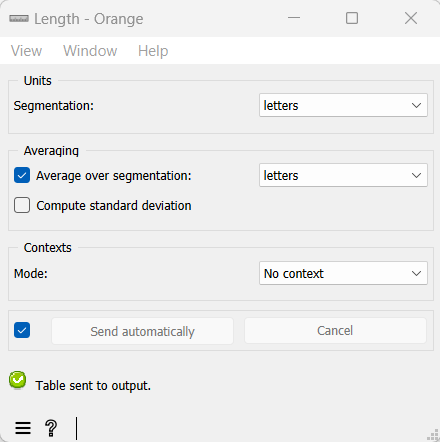 Length - Orange
View Window Help
Units
Segmentation: letters
Averaging
Average over segmentation: letters
Compute standard deviation
Contexts
Mode: No context
Send automatically Cancel
Table sent to output.
?